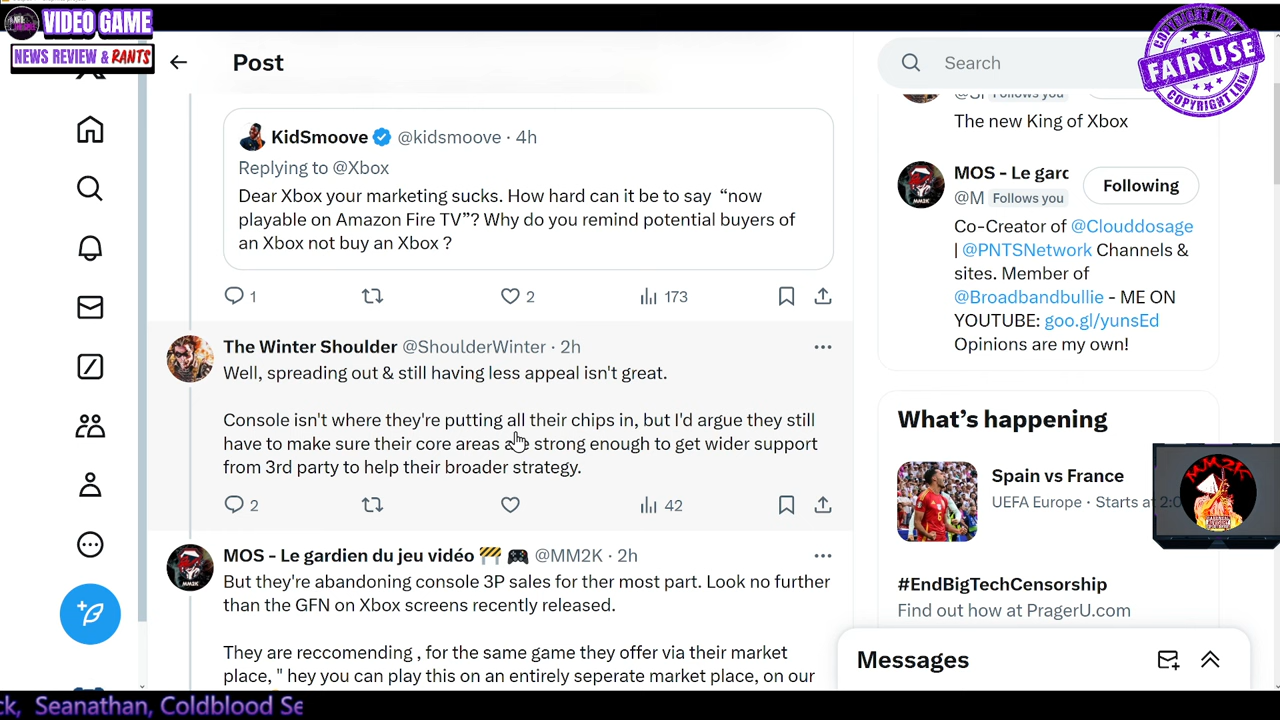 VIDEO GAME
NEWS REVIEW & RANTS
Post
Search
COPYRIGHT LAW
FAIR USE
COPYRIGHT LAW
Follows you
The new King of Xbox
KidSmoove @kidsmoove · 4h
Replying to @Xbox
Dear Xbox your marketing sucks. How hard can it be to say “now
playable on Amazon Fire TV”? Why do you remind potential buyers of
an Xbox not buy an Xbox ?
1
2
173
MOS - Le gard
@M Follows you
Following
Co-Creator of @Clouddosage
| @PNTSNetwork Channels &
sites. Member of
@Broadbandbullie - ME ON
YOUTUBE: goo.gl/yunsEd
Opinions are my own!
The Winter Shoulder @ShoulderWinter · 2h
Well, spreading out & still having less appeal isn't great.
Console isn't where they're putting all their chips in, but I'd argue they still
have to make sure their core areas are strong enough to get wider support
from 3rd party to help their broader strategy.
2
42
What’s happening
Spain vs France
UEFA Europe · Starts at 2:0
MM2K
#EndBigTechCensorship
Find out how at PragerU.com
MOS - Le gardien du jeu vidéo 🚧 🎮 @MM2K · 2h
But they're abandoning console 3P sales for ther most part. Look no further
than the GFN on Xbox screens recently released.
They are reccomending , for the same game they offer via their market
place, " hey you can play this on an entirely seperate market place, on our
Messages
ck, Seanathan, Coldblood Se